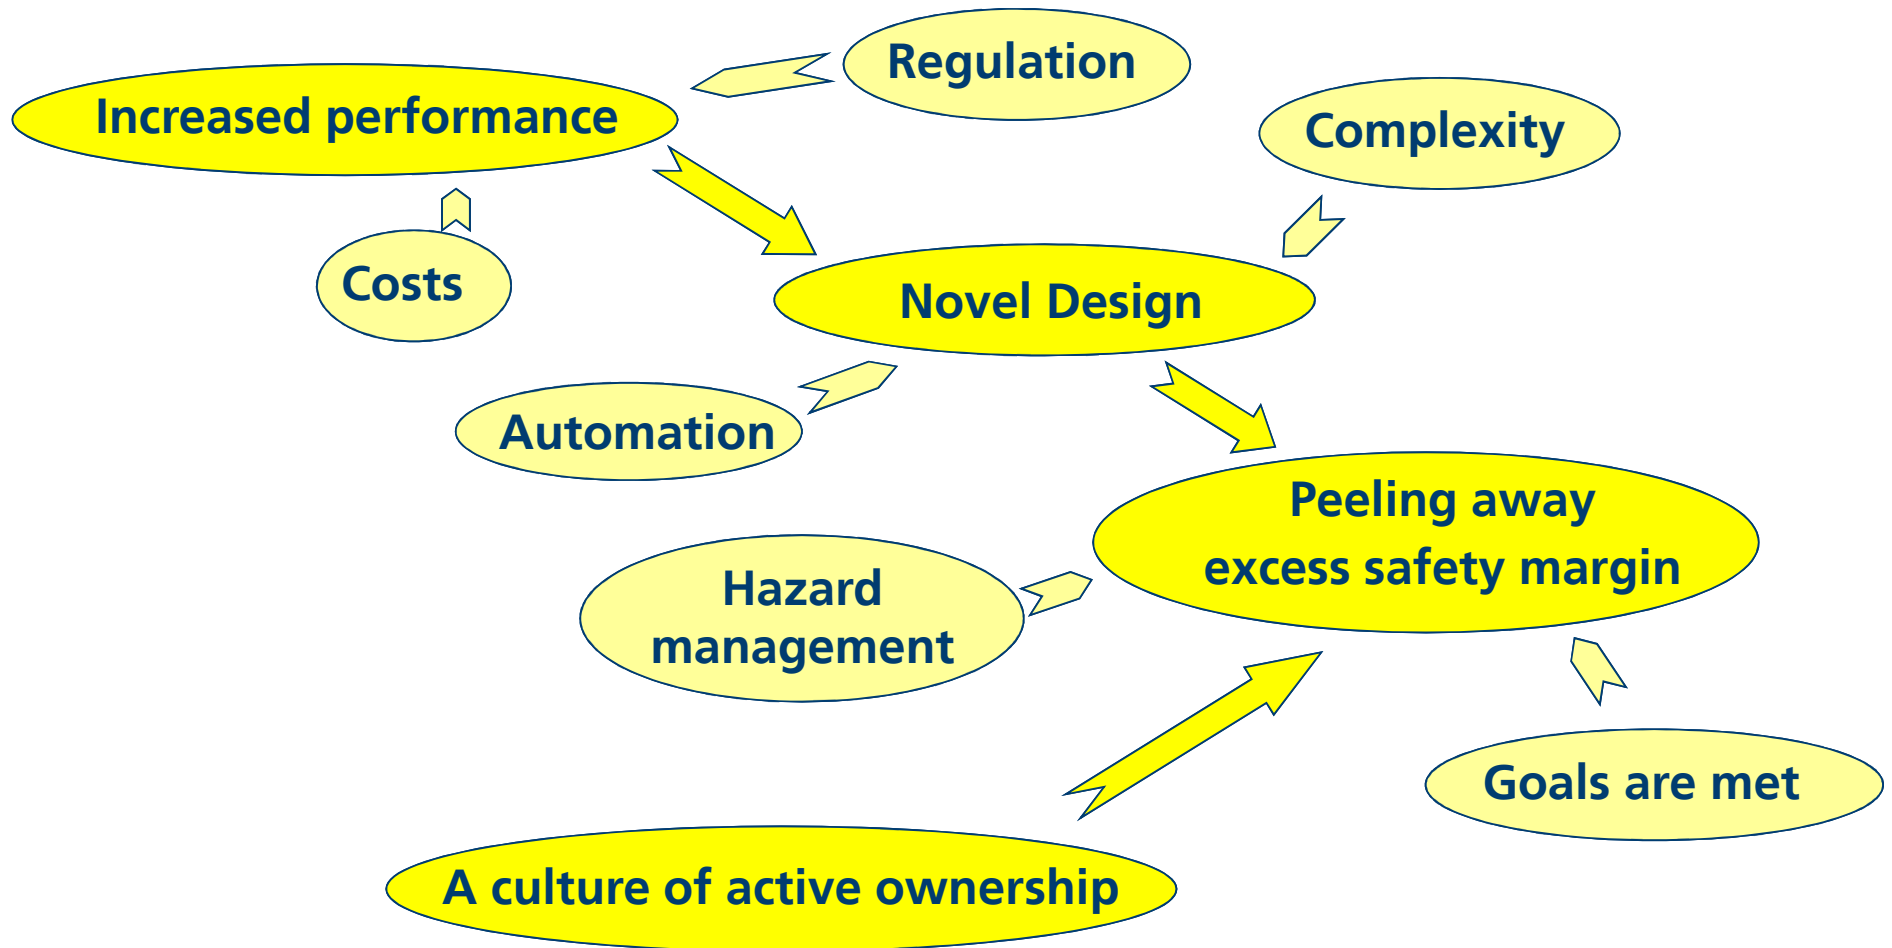 Regulation
Increased performance
Complexity
Costs
Novel Design
Automation
Peeling away
excess safety margin
Hazard
management
Goals are met
A culture of active ownership